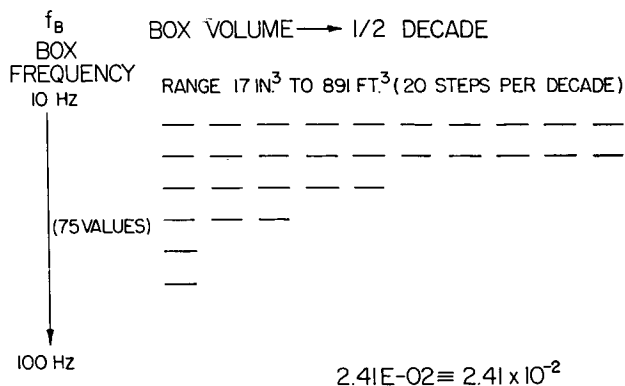 f_B
BOX
FREQUENCY
10 Hz
BOX VOLUME → 1/2 DECADE
RANGE 17 IN.³ TO 891 FT.³ (20 STEPS PER DECADE)
(75 VALUES)
100 Hz
2.41E-02 ≡ 2.41 x 10⁻²